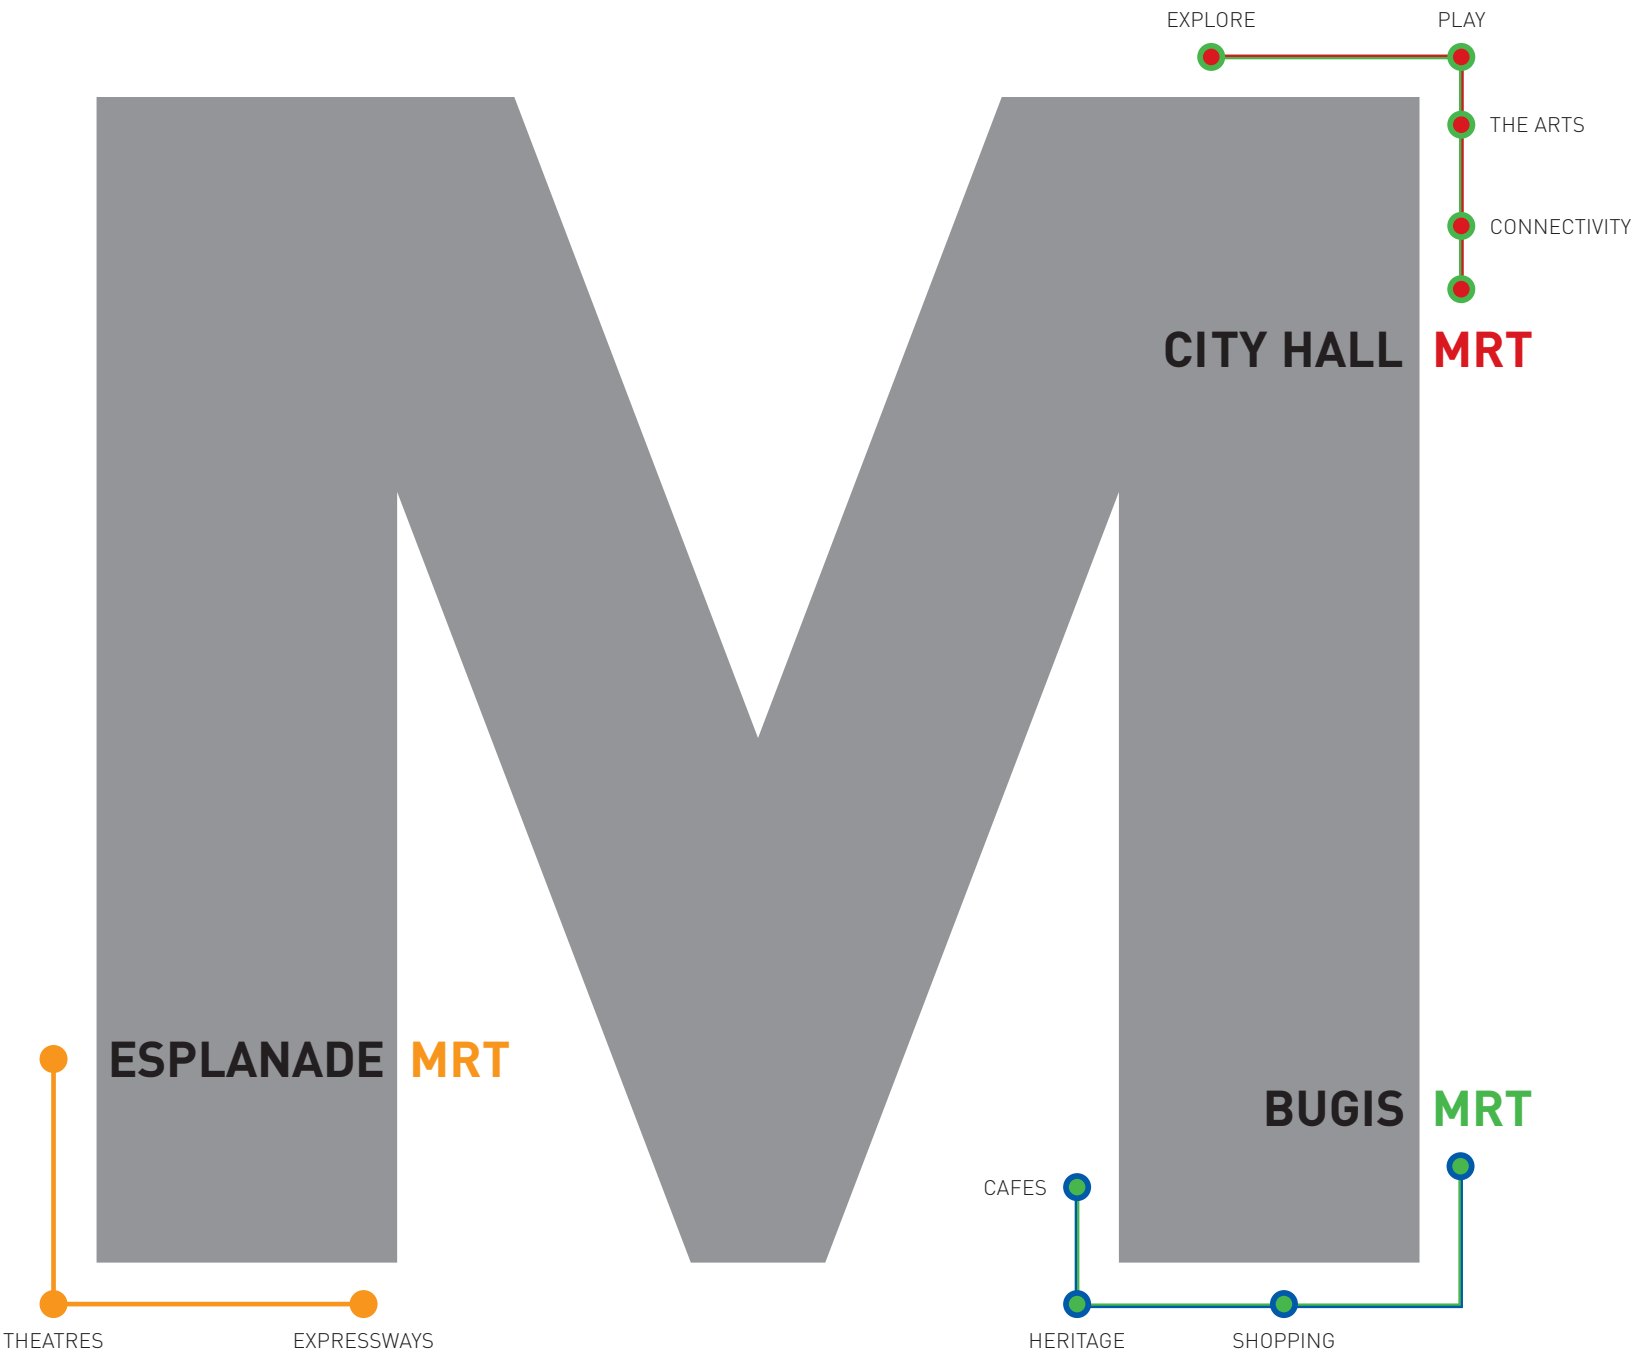 EXPLORE
PLAY
THE ARTS
CONNECTIVITY
CITY HALL MRT
M
ESPLANADE MRT
THEATRES
EXPRESSWAYS
BUGIS MRT
CAFES
HERITAGE
SHOPPING